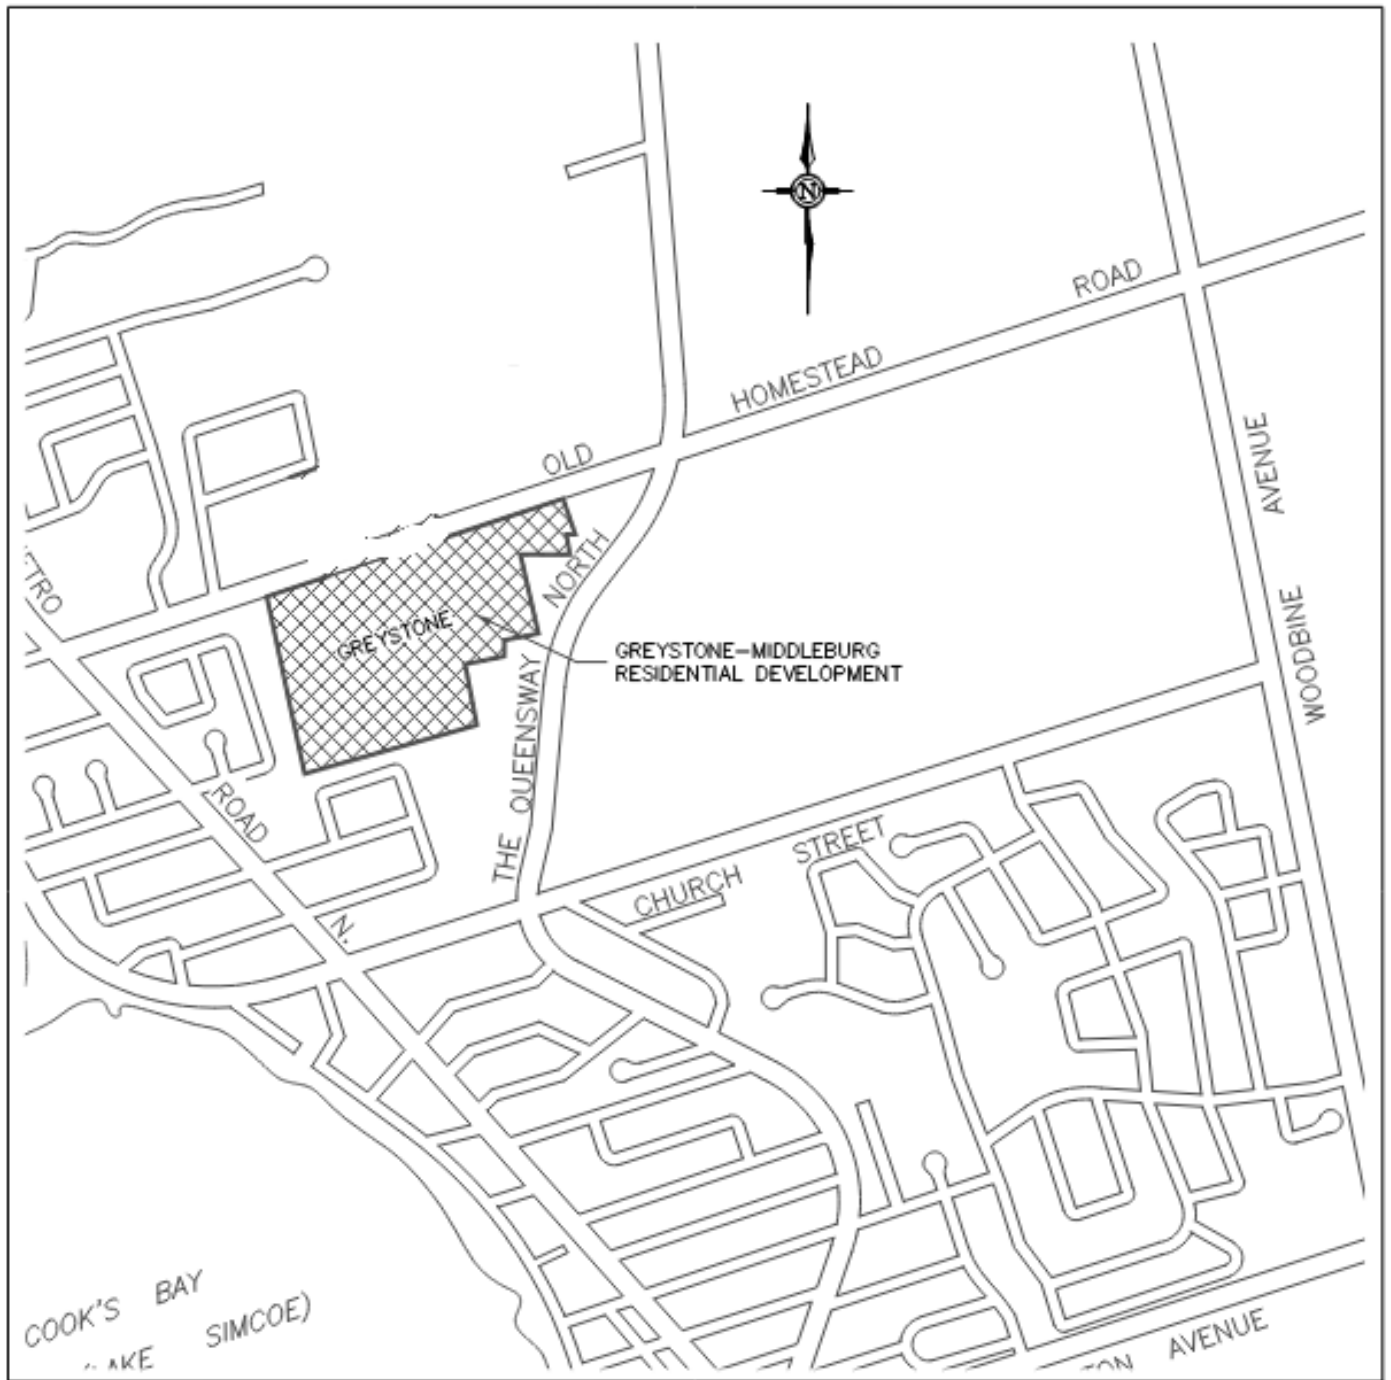 N
ROAD
HOMESTEAD
OLD
AVENUE
NORTH
GREYSTONE
GREYSTONE-MIDDLEBURG
RESIDENTIAL DEVELOPMENT
WOODBINE
THE QUEENSWAY
ROAD
STREET
CHURCH
N.
COOK'S BAY
SIMCOE)
AVENUE